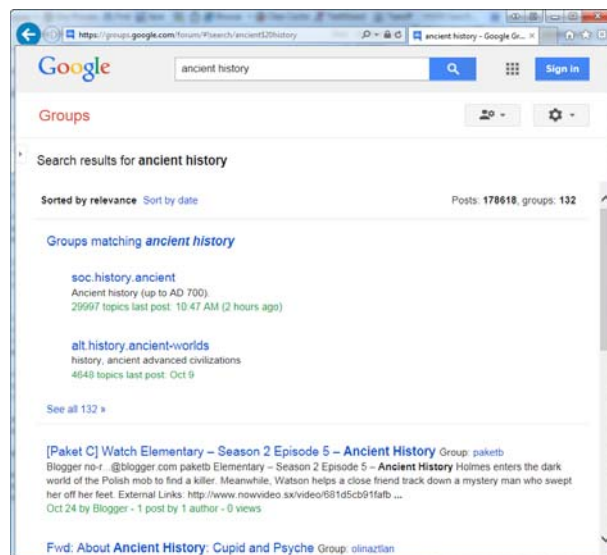 https://groups.google.com/forum/#!search/ancient%20history
ancient history - Google Gr...
Google
ancient history
Sign in
Groups
Search results for ancient history
Sorted by relevance Sort by date
Posts: 178618, groups: 132
Groups matching ancient history
soc.history.ancient
Ancient history (up to AD 700).
29997 topics last post: 10:47 AM (2 hours ago)
alt.history.ancient-worlds
history, ancient advanced civilizations
4648 topics last post: Oct 9
See all 132 »
[Paket C] Watch Elementary – Season 2 Episode 5 – Ancient History Group: paketb
Blogger no-r...@blogger.com paketb Elementary – Season 2 Episode 5 – Ancient History Holmes enters the dark
world of the Polish mob to find a killer. Meanwhile, Watson helps a close friend track down a mystery man who swept
her off her feet. External Links: http://www.nowvideo.sx/video/681d5cb91fafb ...
Oct 24 by Blogger - 1 post by 1 author - 0 views
Fwd: About Ancient History: Cupid and Psyche Group: olinaztlan